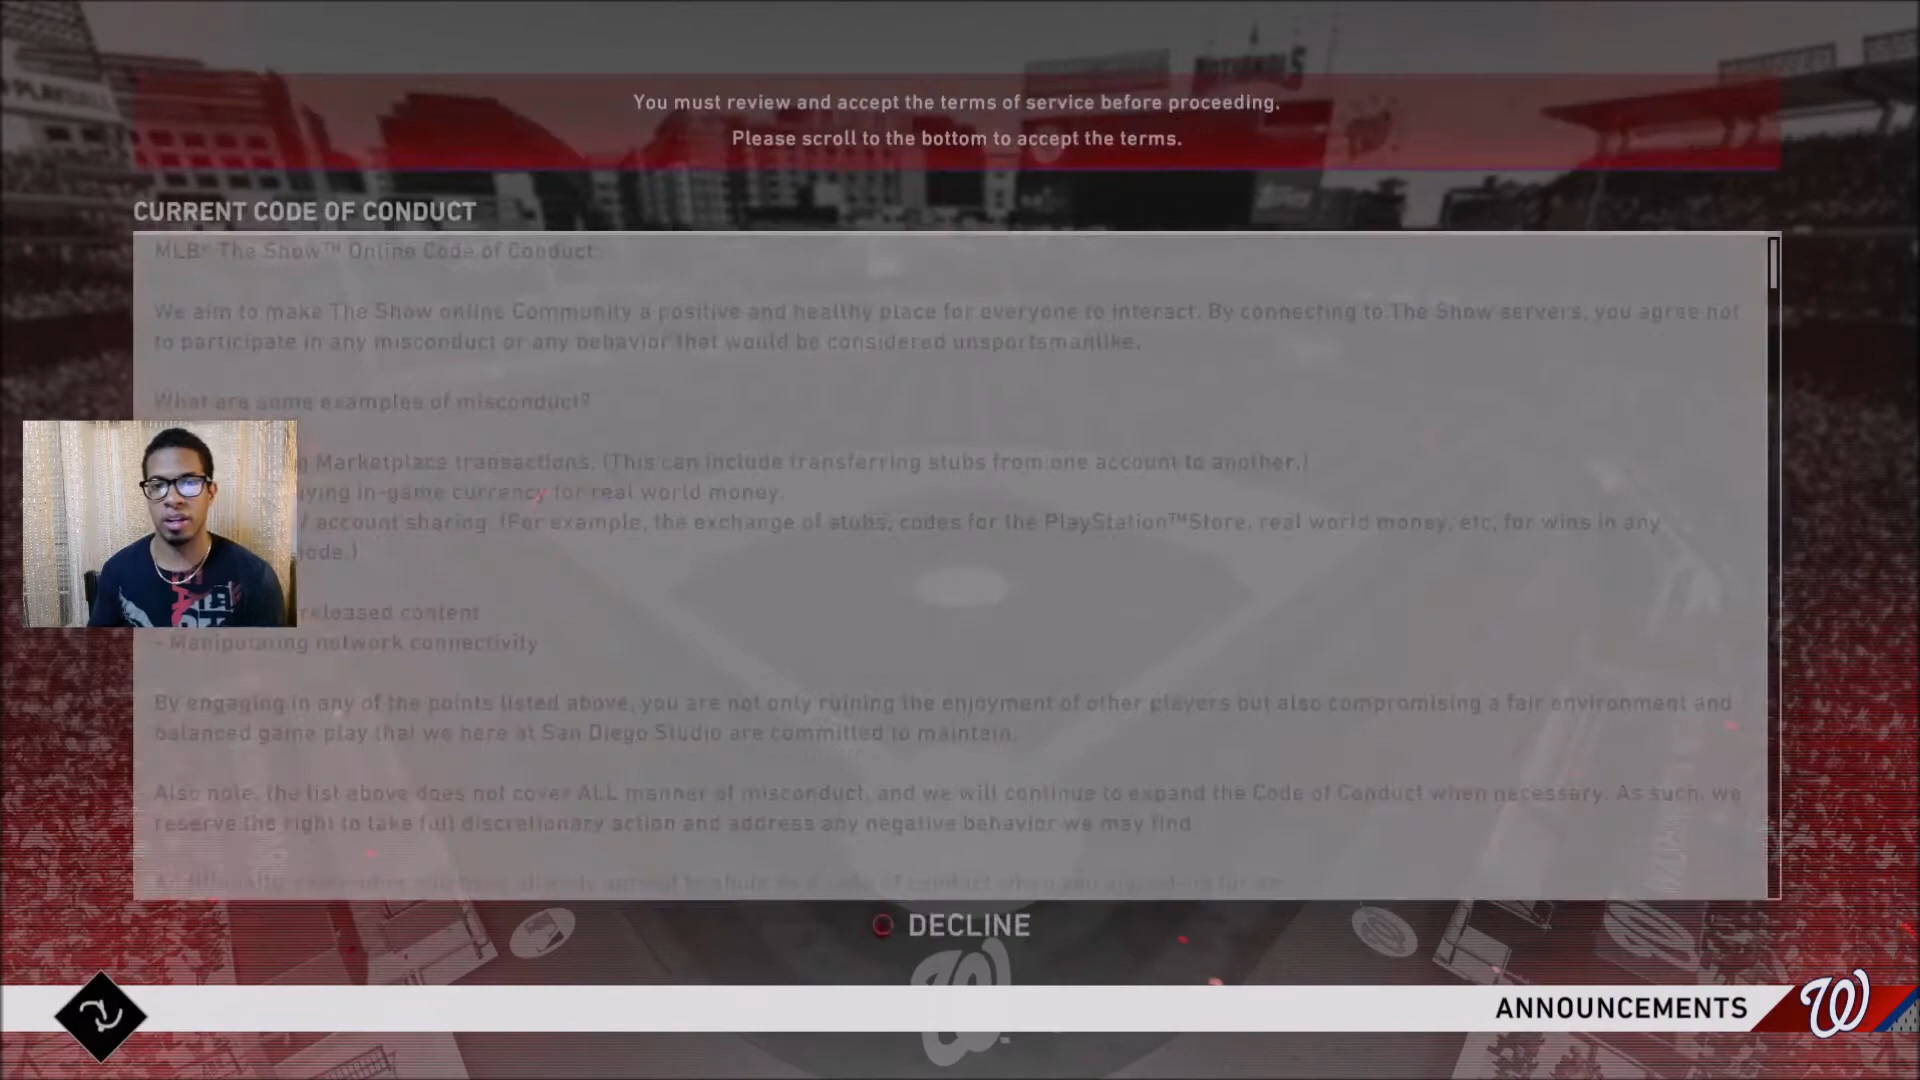 PLAYBALL
NATIONALS
You must review and accept the terms of service before proceeding.
Please scroll to the bottom to accept the terms.
CURRENT CODE OF CONDUCT
MLB® The Show™ Online Code of Conduct
We aim to make The Show online Community a positive and healthy place for everyone to interact. By connecting to The Show servers, you agree not
to participate in any misconduct or any behavior that would be considered unsportsmanlike.
What are some examples of misconduct?
Marketplace transactions. (This can include transferring stubs from one account to another.)
in-game currency for real world money.
/ account sharing. (For example, the exchange of stubs, codes for the PlayStation™Store, real world money, etc, for wins in any
content
- Manipulating network connectivity
By engaging in any of the points listed above, you are not only ruining the enjoyment of other players but also compromising a fair environment and
balanced game play that we here at San Diego Studio are committed to maintain.
Also note, the list above does not cover ALL manner of misconduct, and we will continue to expand the Code of Conduct when necessary. As such, we
reserve the right to take full discretionary action and address any negative behavior we may find
DECLINE
W
ANNOUNCEMENTS
W